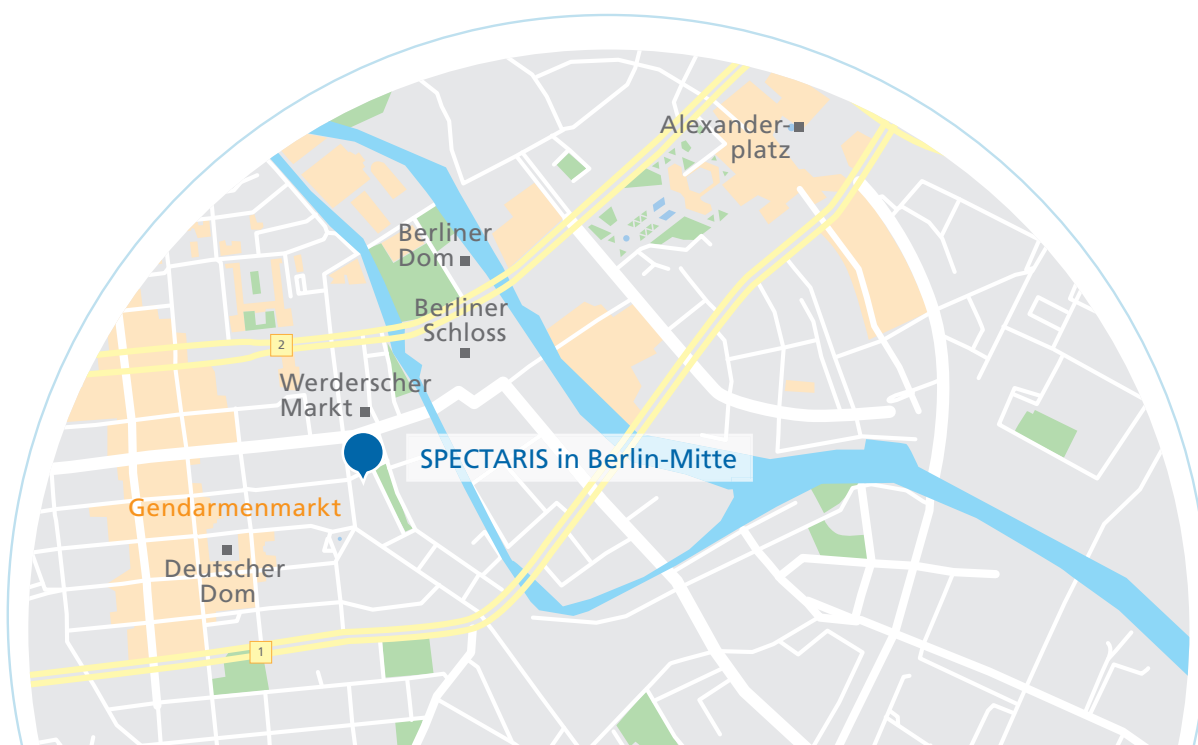 Alexander-
platz
Berliner
Dom
Berliner
Schloss
2
Werderscher
Markt
SPECTARIS in Berlin-Mitte
Gendarmenmarkt
Deutscher
Dom
1